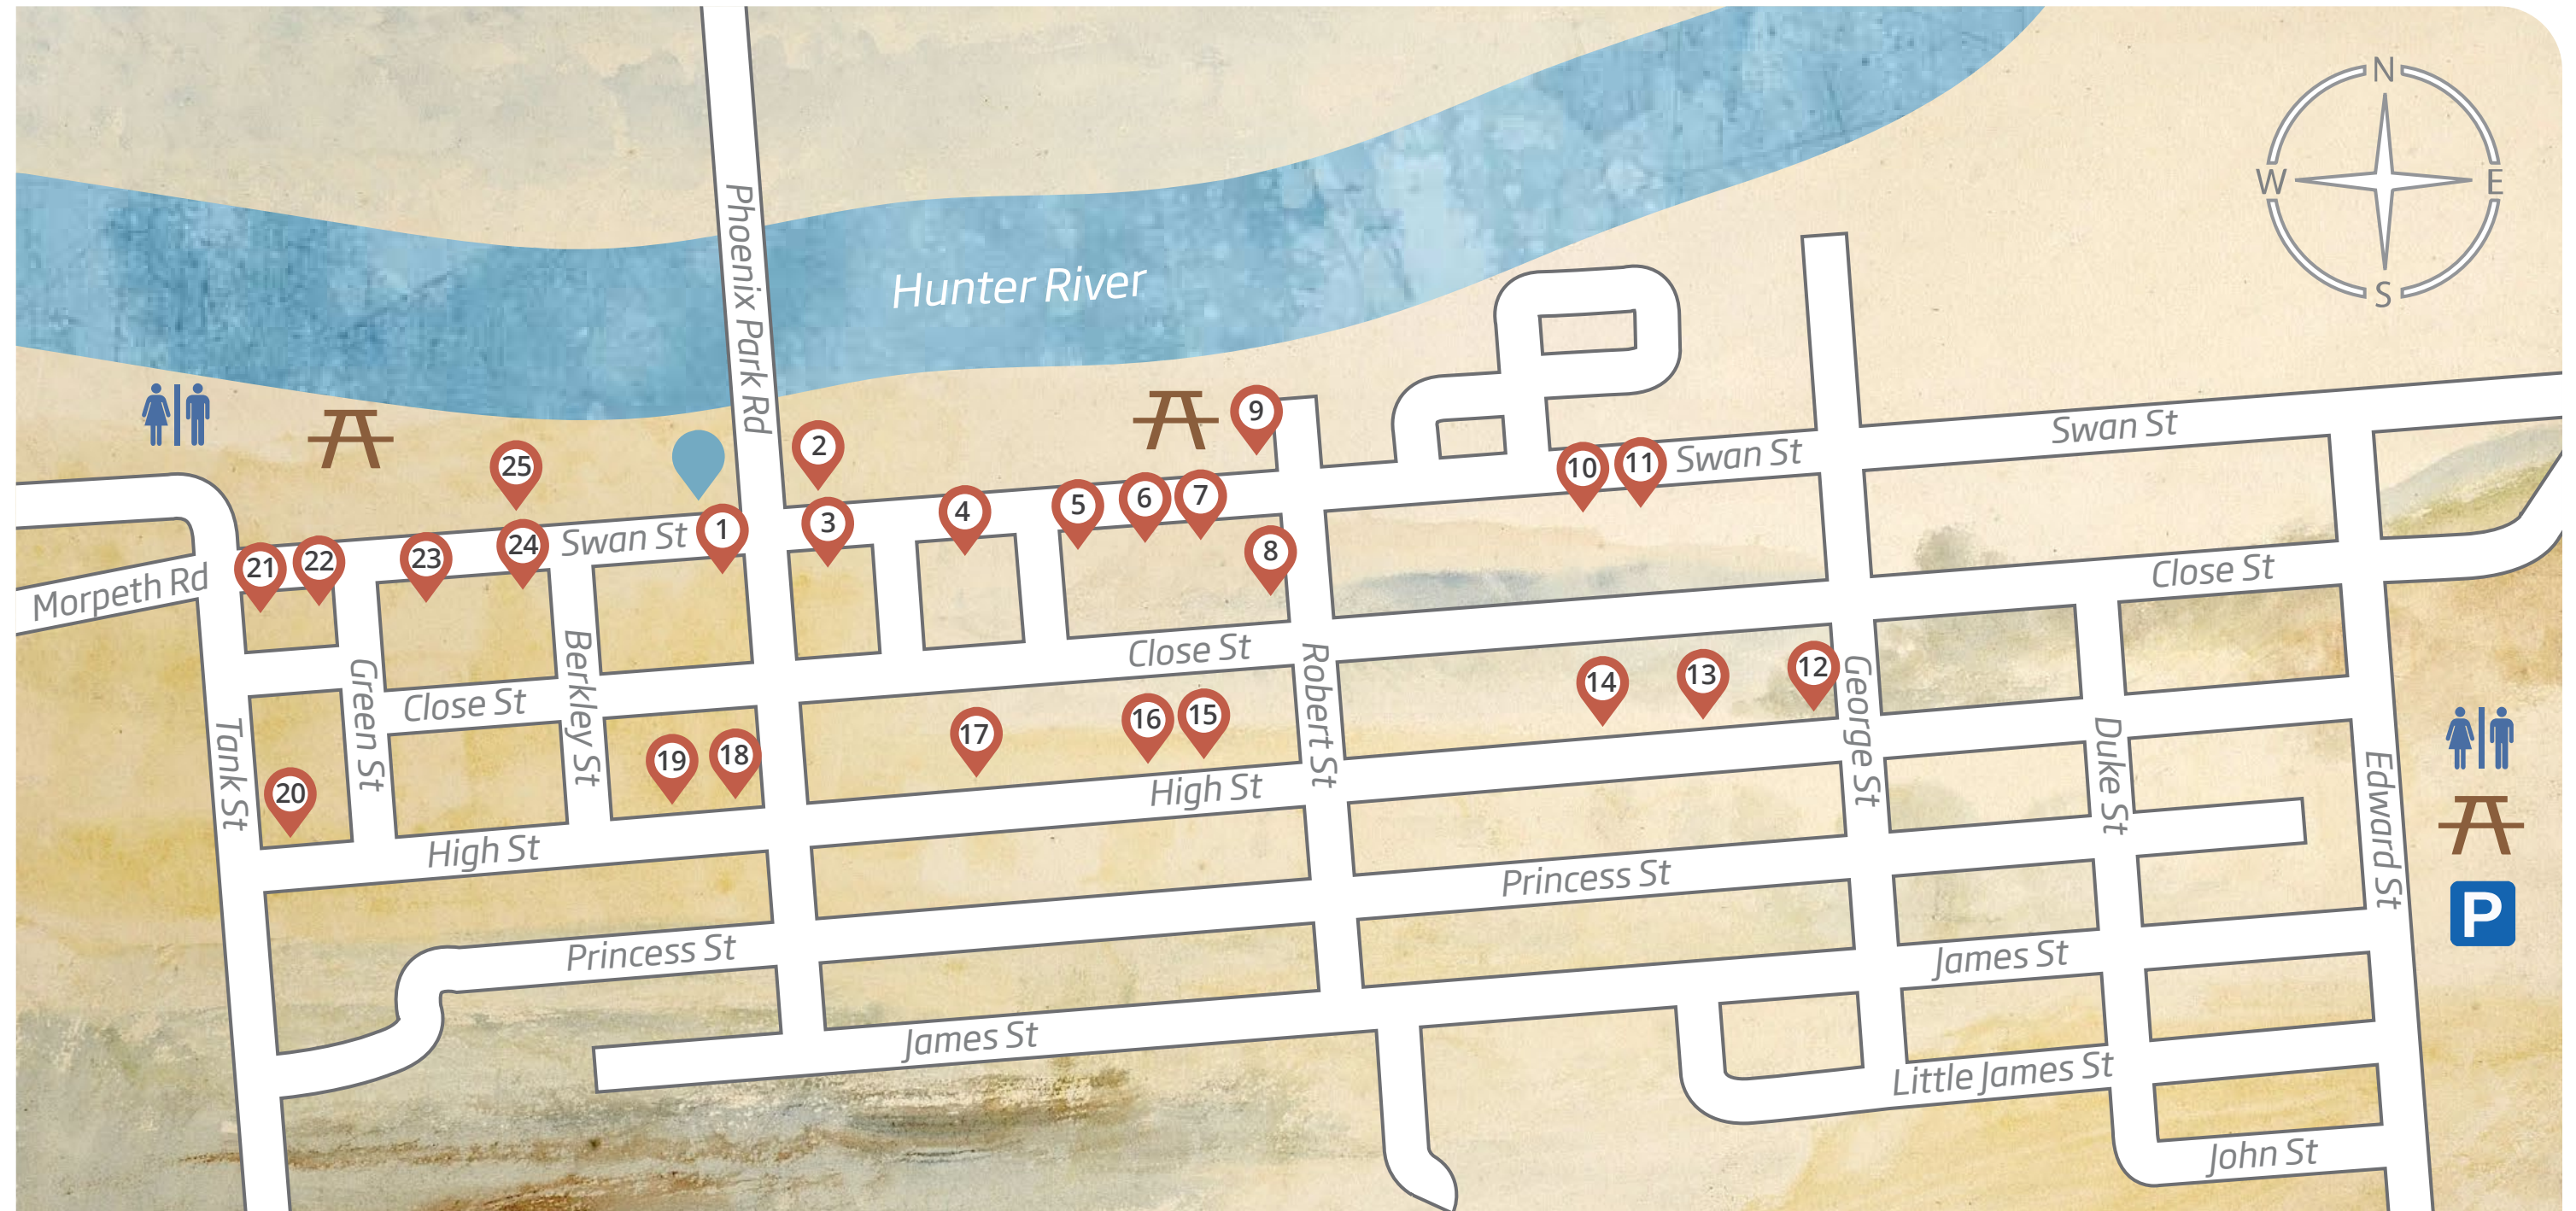 N
W
E
S
Phoenix Park Rd
Hunter River
9
2
Swan St
25
10
11
Swan St
5
6
7
4
3
1
Swan St
24
23
22
21
8
Morpeth Rd
Close St
Close St
Close St
Green St
Berkley St
Robert St
George St
12
13
14
15
16
17
18
19
20
Tank St
Duke St
Edward St
High St
High St
Princess St
Princess St
P
James St
James St
Little James St
John St